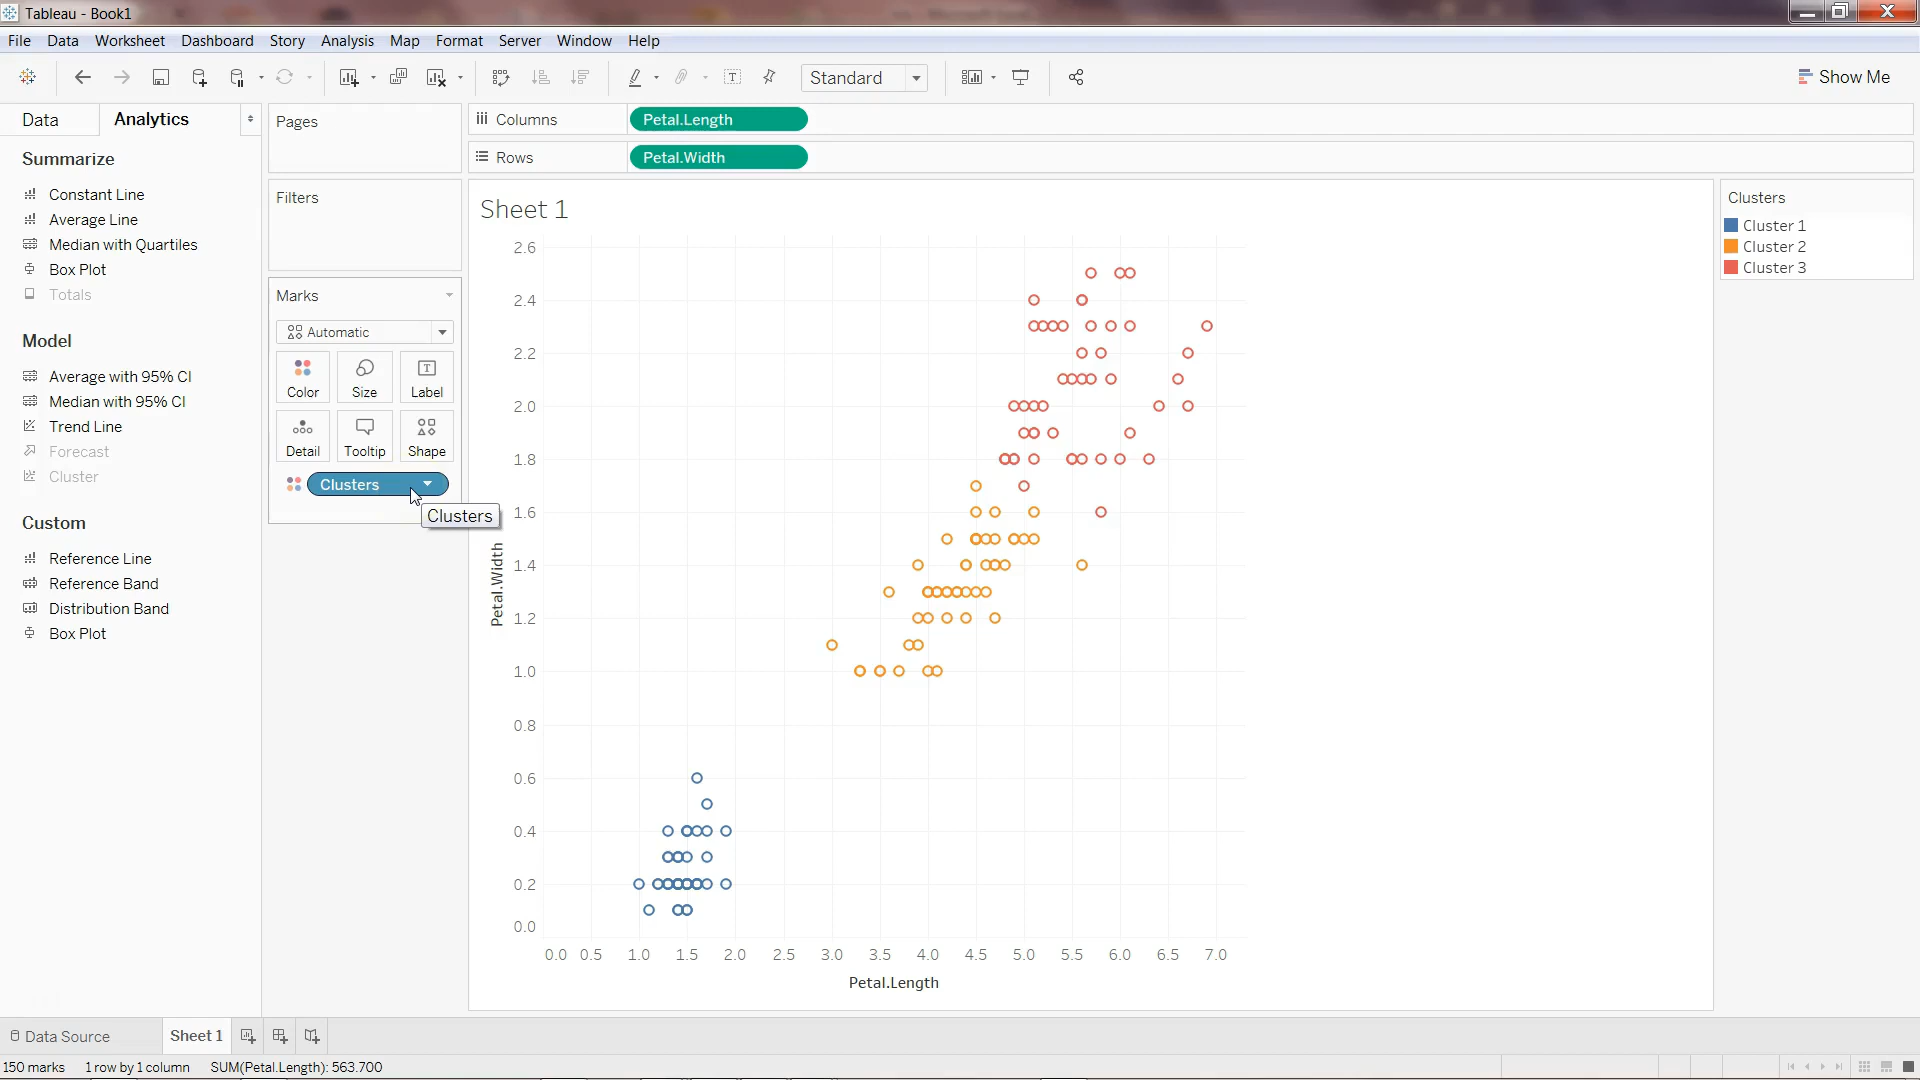 Tableau - Book1
File Data Worksheet Dashboard Story Analysis Map Format Server Window Help
Standard
Show Me
Data Analytics
Summarize
Constant Line
Average Line
Median with Quartiles
Box Plot
Totals
Model
Average with 95% CI
Median with 95% CI
Trend Line
Forecast
Cluster
Custom
Reference Line
Reference Band
Distribution Band
Box Plot
Pages
Filters
Marks
Automatic
Color Size Label
Detail Tooltip Shape
Clusters
Clusters
Columns Petal.Length
Rows Petal.Width
Sheet 1
2.6
2.4
2.2
2.0
1.8
1.6
1.4
1.2
1.0
0.8
0.6
0.4
0.2
0.0
Petal.Width
0.0 0.5 1.0 1.5 2.0 2.5 3.0 3.5 4.0 4.5 5.0 5.5 6.0 6.5 7.0
Petal.Length
Clusters
Cluster 1
Cluster 2
Cluster 3
Data Source Sheet 1
150 marks 1 row by 1 column SUM(Petal.Length): 563.700